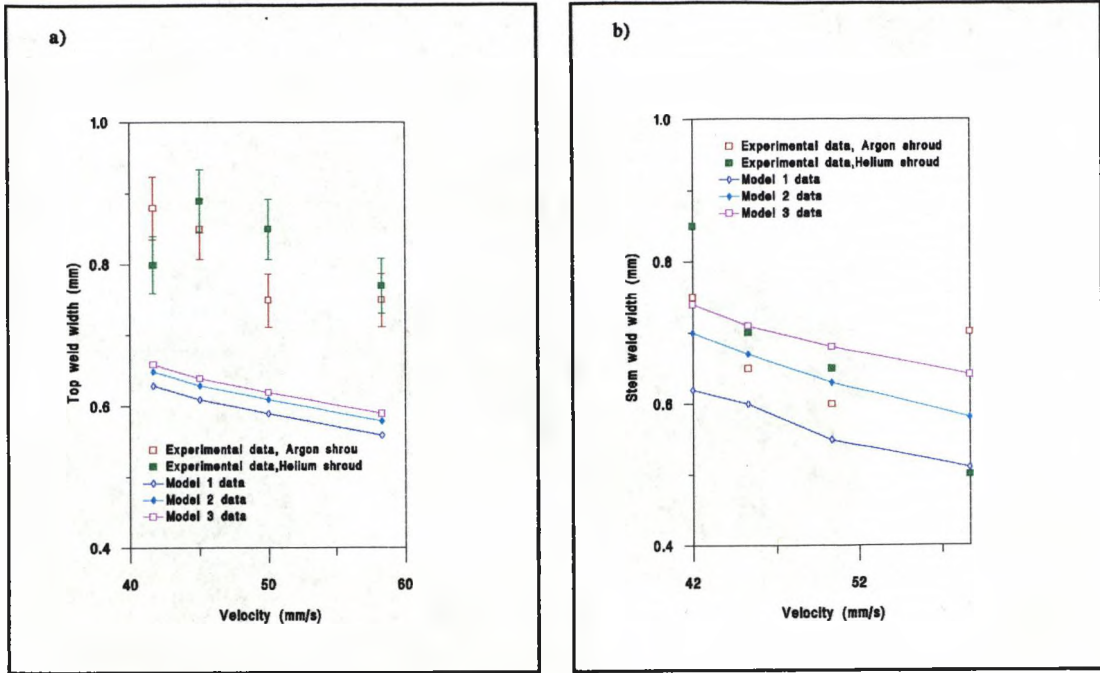 a)
1.0
0.8
0.6
0.4
Top weld width (mm)
Experimental data, Argon shrou
Experimental data,Helium shroud
Model 1 data
Model 2 data
Model 3 data
40
50
60
Velocity (mm/s)
b)
1.0
0.8
0.6
0.4
Stem weld width (mm)
Experimental data, Argon shroud
Experimental data,Helium shroud
Model 1 data
Model 2 data
Model 3 data
42
52
Velocity (mm/s)